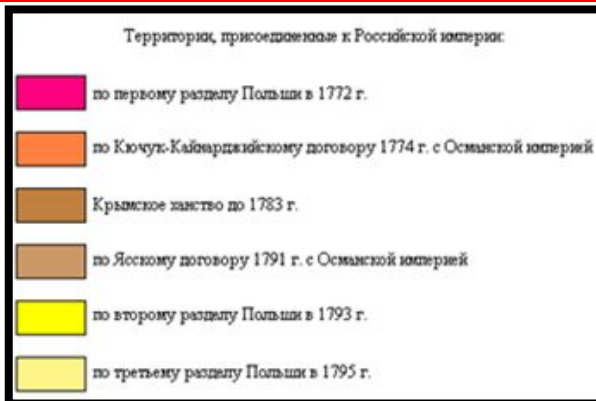 Территории, присоединенные к Российской империи:
по первому разделу Польши в 1772 г.
по Кючук-Кайнарджийскому договору 1774 г. с Османской империей
Крымское ханство до 1783 г.
по Ясскому договору 1791 г. с Османской империей
по второму разделу Польши в 1793 г.
по третьему разделу Польши в 1795 г.